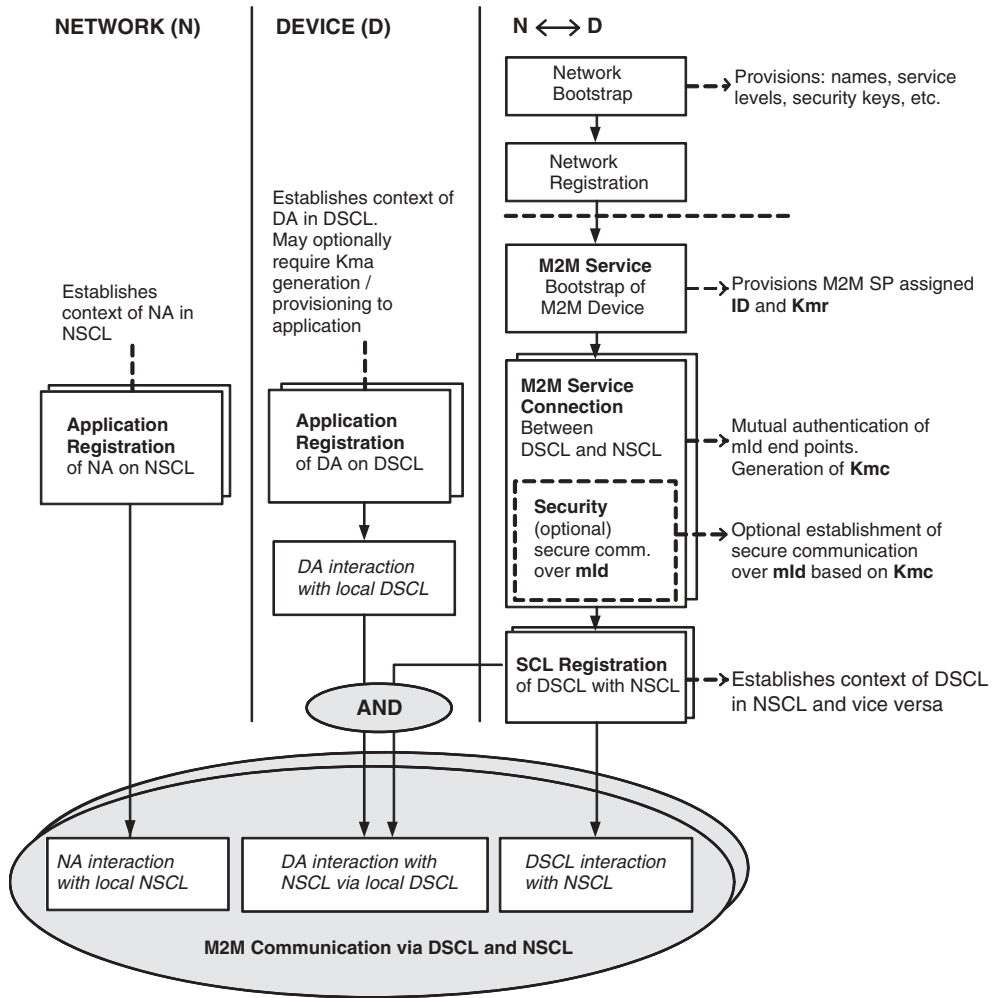 NETWORK (N)
DEVICE (D)
N ⟷ D
Network
Bootstrap
Provisions: names, service
levels, security keys, etc.
Network
Registration
Establishes context of
DA in DSCL.
May optionally
require Kma
generation /
provisioning to
application
M2M Service
Bootstrap of
M2M Device
Provisions M2M SP assigned
ID and Kmr
Establishes
context of NA in
NSCL
M2M Service
Connection
Between
DSCL and NSCL
Mutual authentication of
mId end points.
Generation of Kmc
Application
Registration
of NA on NSCL
Application
Registration
of DA on DSCL
Security
(optional)
secure comm.
over mId
Optional establishment of
secure communication
over mId based on Kmc
DA interaction
with local DSCL
SCL Registration
of DSCL with NSCL
Establishes context of DSCL
in NSCL and vice versa
AND
NA interaction
with local NSCL
DA interaction with
NSCL via local DSCL
DSCL interaction
with NSCL
M2M Communication via DSCL and NSCL